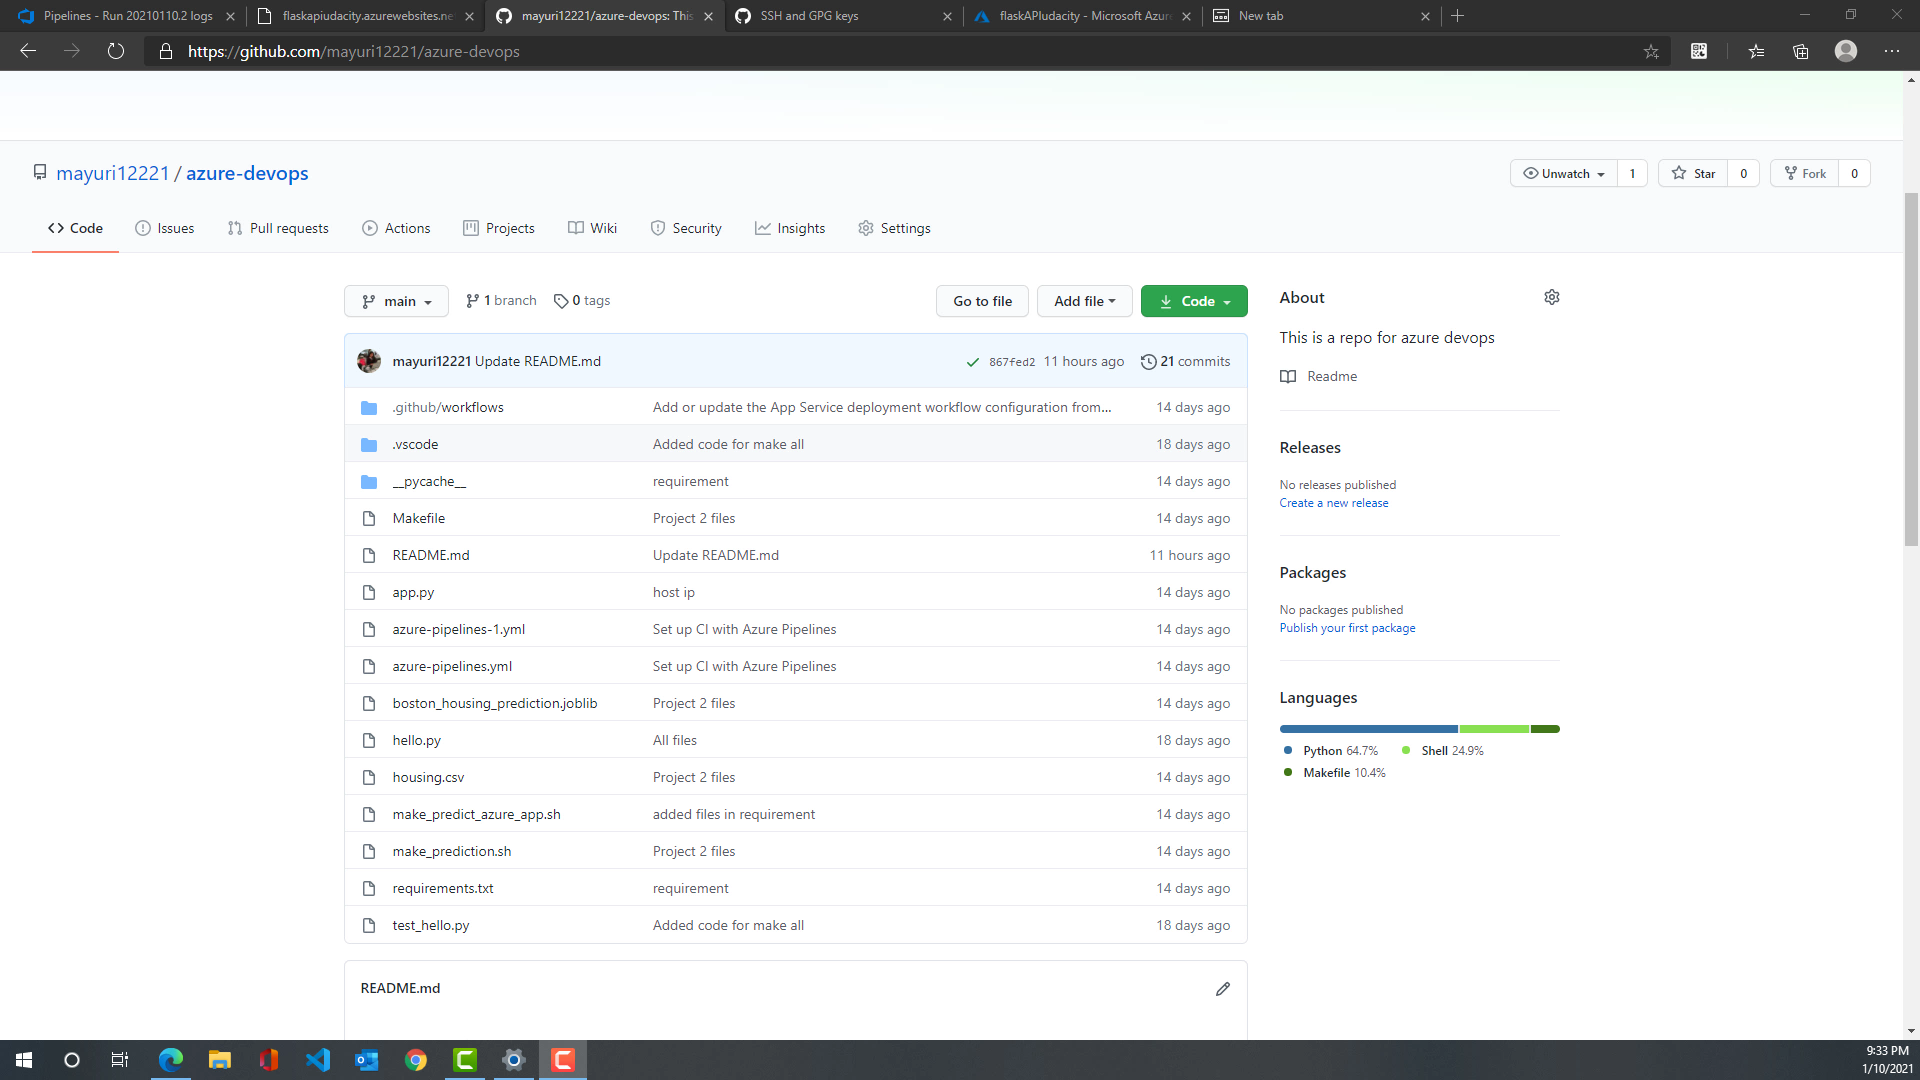 Pipelines - Run 20210110.2 logs
flaskapiudacity.azurewebsites.ne
mayuri12221/azure-devops: This
SSH and GPG keys
flaskAPIudacity - Microsoft Azur
New tab
https://github.com/mayuri12221/azure-devops
mayuri12221 / azure-devops
Unwatch 1
Star 0
Fork 0
Code
Issues
Pull requests
Actions
Projects
Wiki
Security
Insights
Settings
main
1 branch
0 tags
Go to file
Add file
Code
mayuri12221 Update README.md
867fed2 11 hours ago
21 commits
.github/workflows Add or update the App Service deployment workflow configuration from... 14 days ago
.vscode Added code for make all 18 days ago
__pycache__ requirement 14 days ago
Makefile Project 2 files 14 days ago
README.md Update README.md 11 hours ago
app.py host ip 14 days ago
azure-pipelines-1.yml Set up CI with Azure Pipelines 14 days ago
azure-pipelines.yml Set up CI with Azure Pipelines 14 days ago
boston_housing_prediction.joblib Project 2 files 14 days ago
hello.py All files 18 days ago
housing.csv Project 2 files 14 days ago
make_predict_azure_app.sh added files in requirement 14 days ago
make_prediction.sh Project 2 files 14 days ago
requirements.txt requirement 14 days ago
test_hello.py Added code for make all 18 days ago
README.md
About
This is a repo for azure devops
Readme
Releases
No releases published
Create a new release
Packages
No packages published
Publish your first package
Languages
Python 64.7%
Shell 24.9%
Makefile 10.4%
9:33 PM
1/10/2021